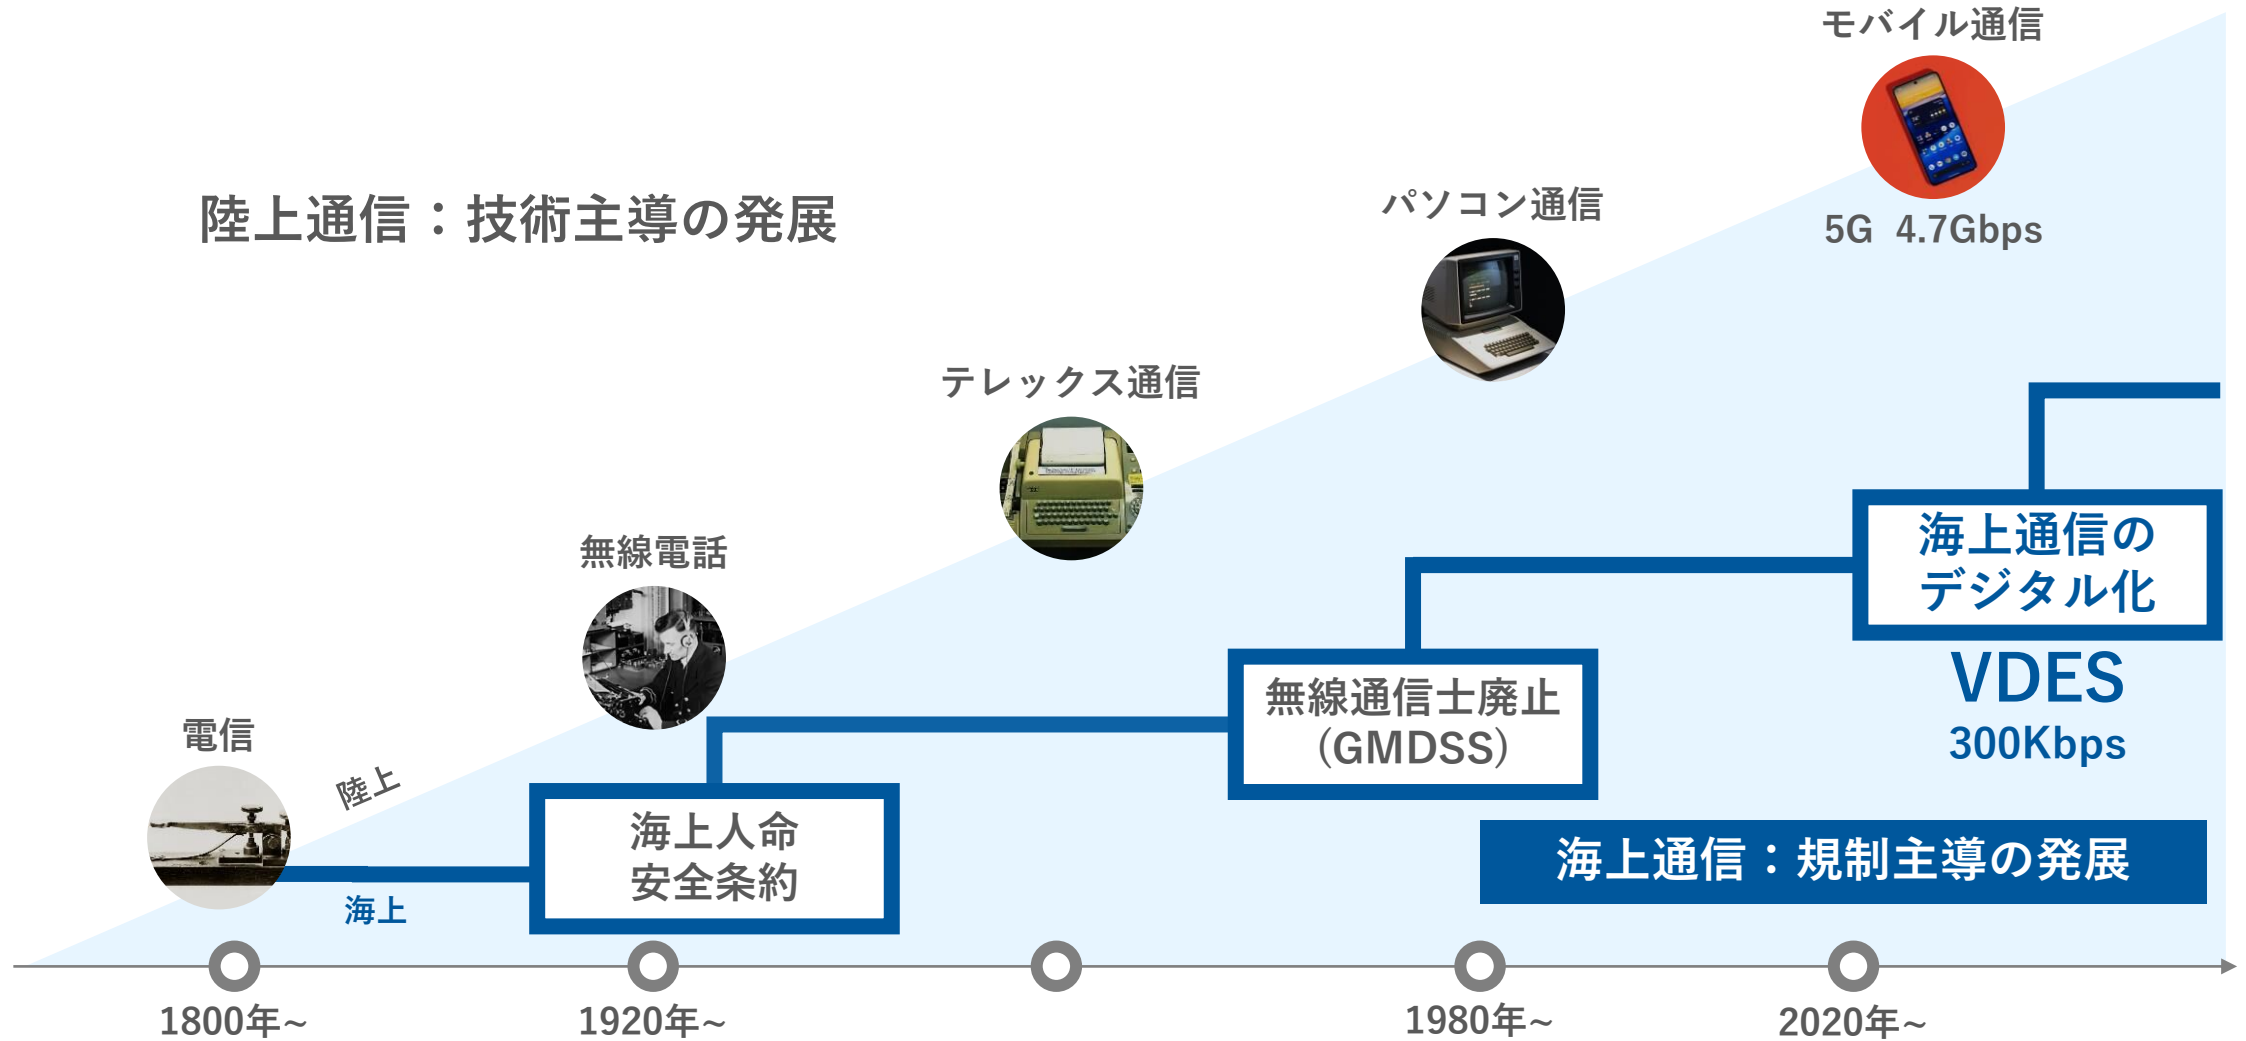 モバイル通信
5G 4.7Gbps
陸上通信：技術主導の発展
パソコン通信
テレックス通信
無線電話
電信
陸上
海上
海上人命
安全条約
無線通信士廃止
(GMDSS)
海上通信の
デジタル化
VDES
300Kbps
海上通信：規制主導の発展
1800年~
1920年~
1980年~
2020年~